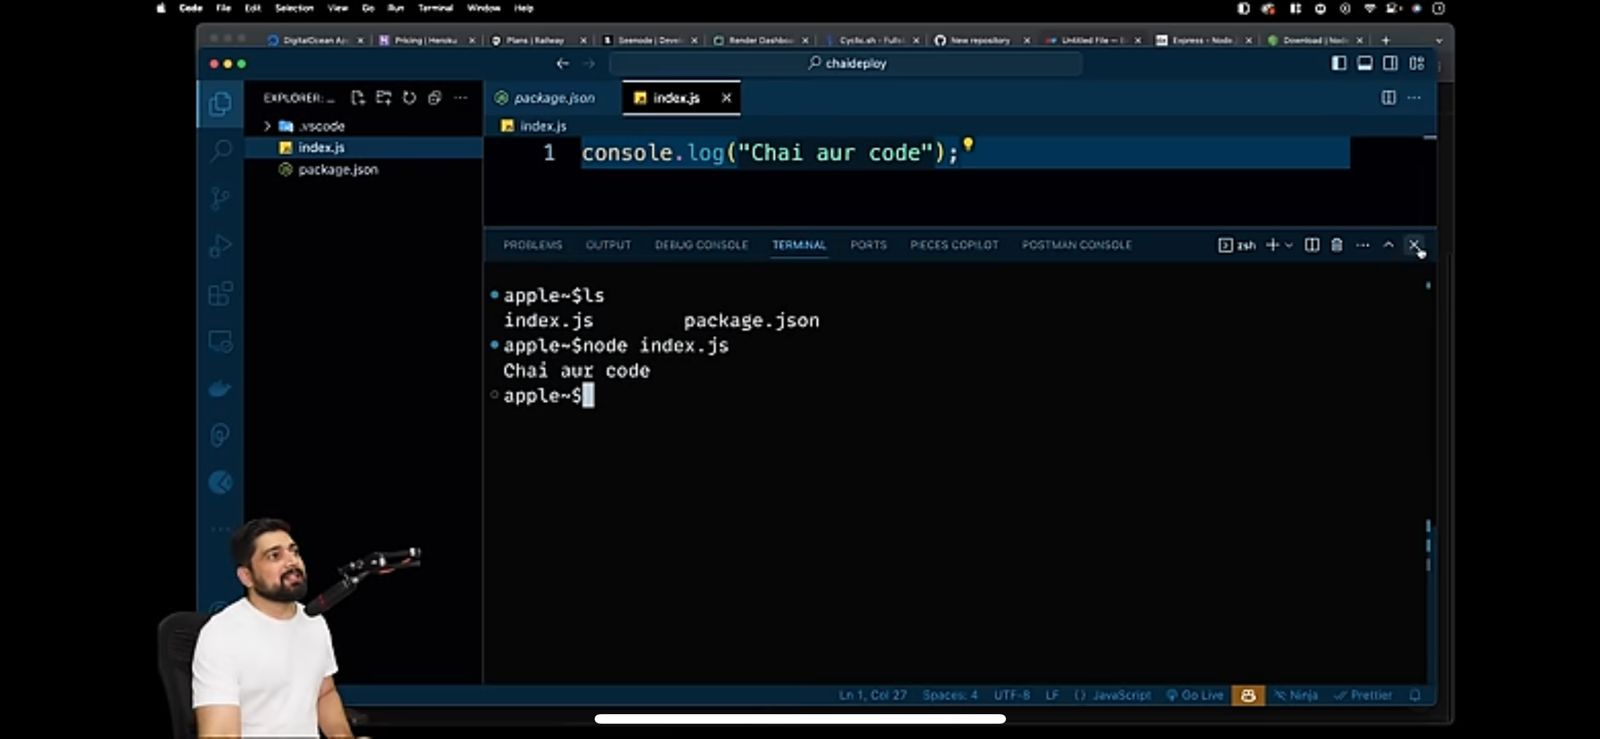 Code File Edit Selection View Go Run Terminal Window Help
DigitalOcean Ap Pricing | Heroku Plans | Railway Seenode | Devel Render Dashbo Cyclic.sh - Full New repository Untitled File Express - Node. Download | Nod
chaideploy
EXPLORER: ...
package.json
index.js
.vscode
index.js
package.json
index.js
1 console.log("Chai aur code");
PROBLEMS OUTPUT DEBUG CONSOLE TERMINAL PORTS PIECES COPILOT POSTMAN CONSOLE
zsh
apple~$ls
index.js package.json
apple~$node index.js
Chai aur code
apple~$
Ln 1, Col 27 Spaces: 4 UTF-8 LF {} JavaScript Go Live Ninja Prettier